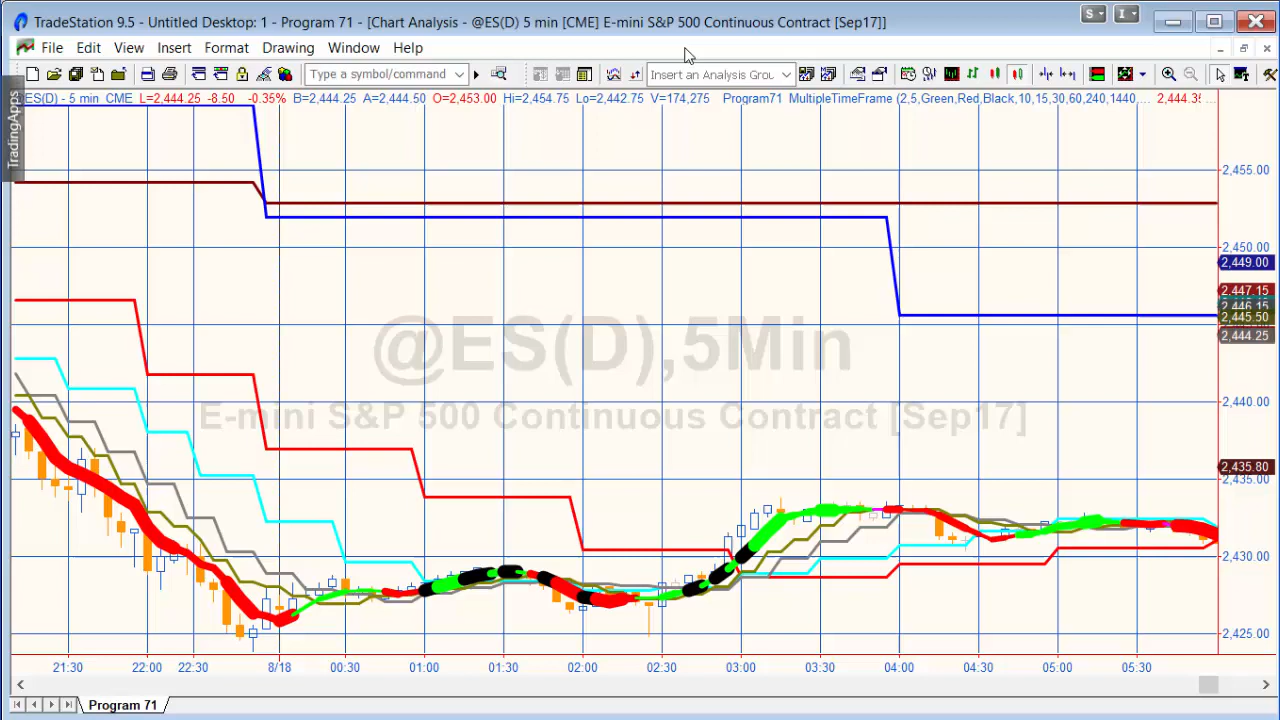 TradeStation 9.5 - Untitled Desktop: 1 - Program 71 - [Chart Analysis - @ES(D) 5 min [CME] E-mini S&P 500 Continuous Contract [Sep17]]
S
I
File Edit View Insert Format Drawing Window Help
Type a symbol/command
Insert an Analysis Grou
TradingApps
ES(D) - 5 min CME L=2,444.25 -8.50 -0.35% B=2,444.25 A=2,444.50 O=2,453.00 Hi=2,454.75 Lo=2,442.75 V=174,275 Program71 MultipleTimeFrame (2,5,Green,Red,Black,10,15,30,60,240,1440,... 2,444.35 ...
2,455.00
2,450.00
2,449.00
2,447.15
2,446.15
2,445.50
2,444.25
@ES(D),5Min
E-mini S&P 500 Continuous Contract [Sep17]
2,440.00
2,435.80
2,435.00
2,430.00
2,425.00
21:30 22:00 22:30 8/18 00:30 01:00 01:30 02:00 02:30 03:00 03:30 04:00 04:30 05:00 05:30
Program 71